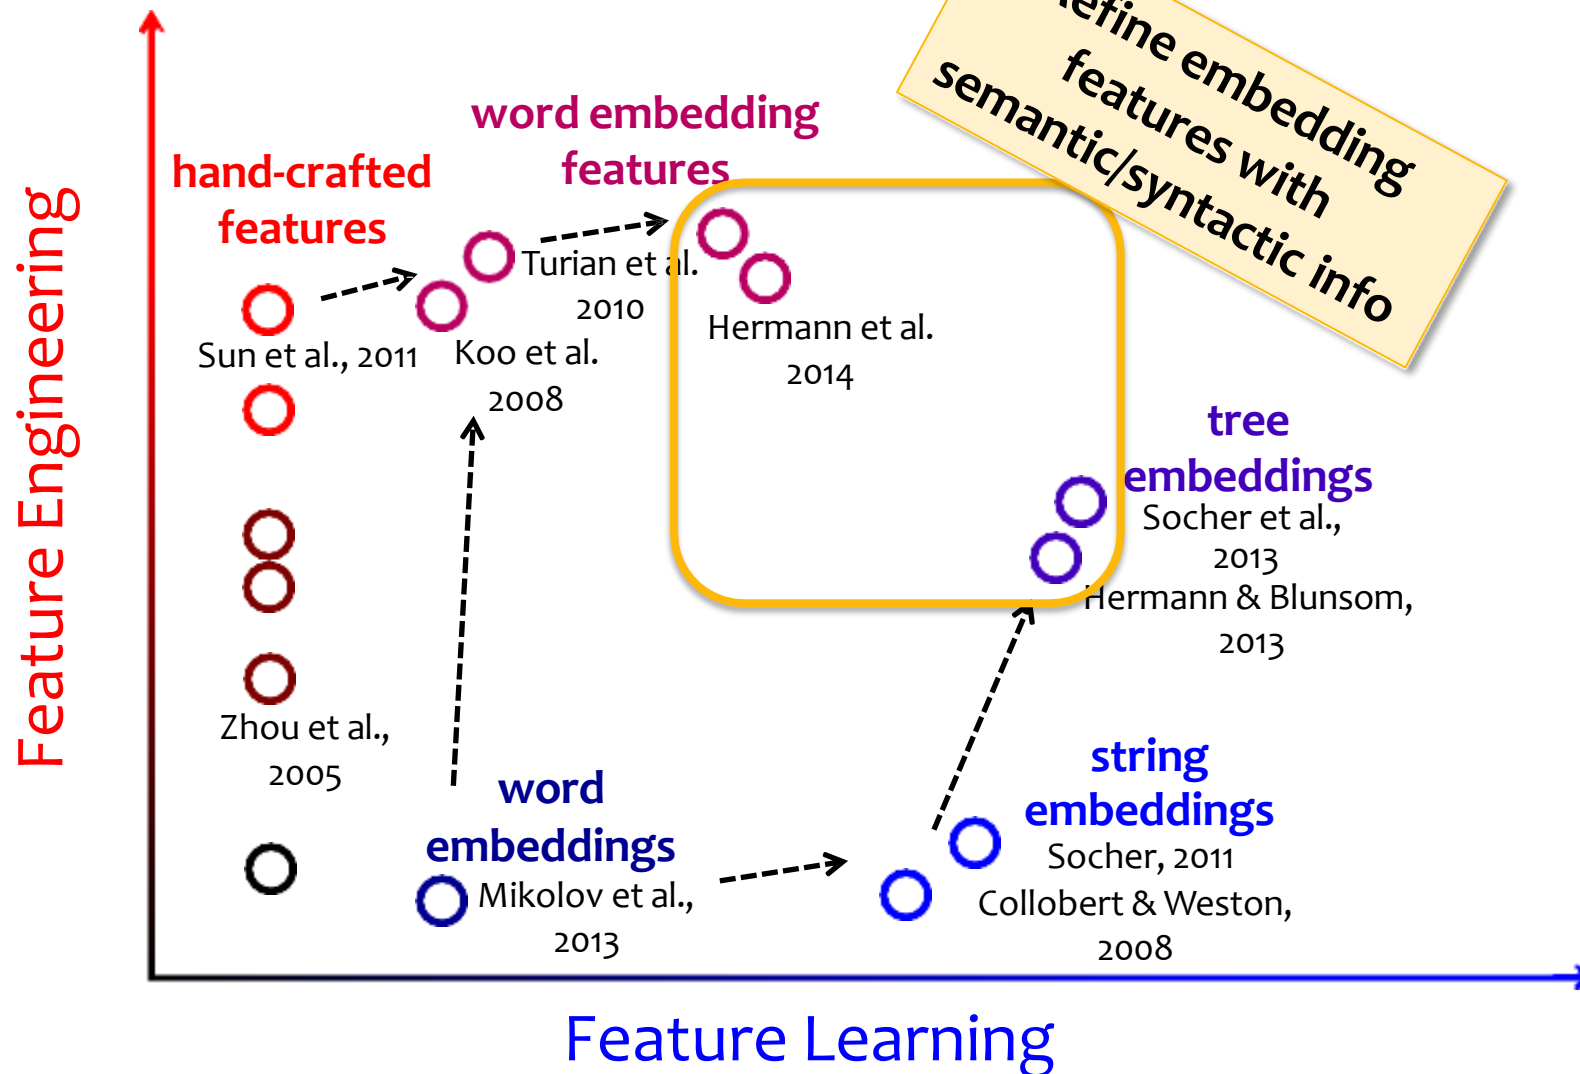 efine embedding
features with
semantic/syntactic info
word embedding
features
hand-crafted
features
Turian et al.
2010
Hermann et al.
2014
Sun et al., 2011
Koo et al.
2008
tree
embeddings
Socher et al.,
2013
Hermann & Blunsom,
2013
Zhou et al.,
2005
word
embeddings
Mikolov et al.,
2013
string
embeddings
Socher, 2011
Collobert & Weston,
2008
Feature Engineering
Feature Learning